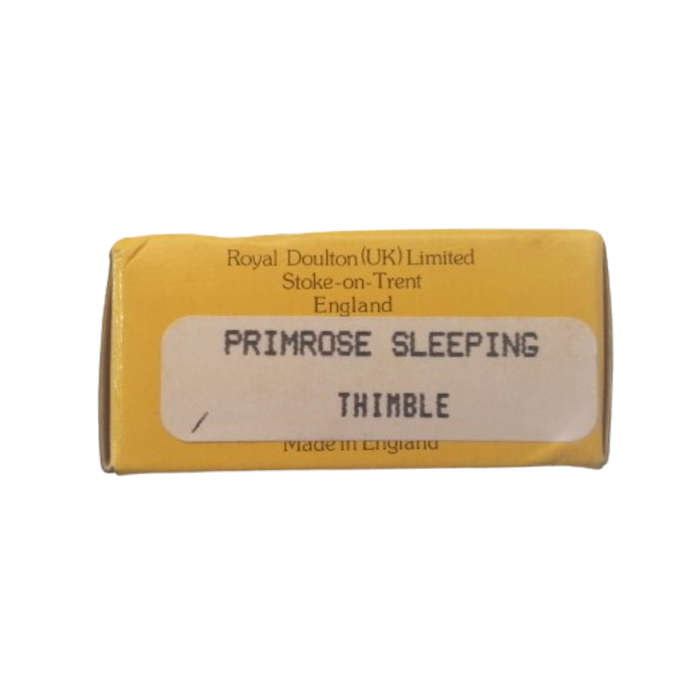 Royal Doulton (UK) Limited
Stoke-on-Trent
England
PRIMROSE SLEEPING
THIMBLE
Made in England